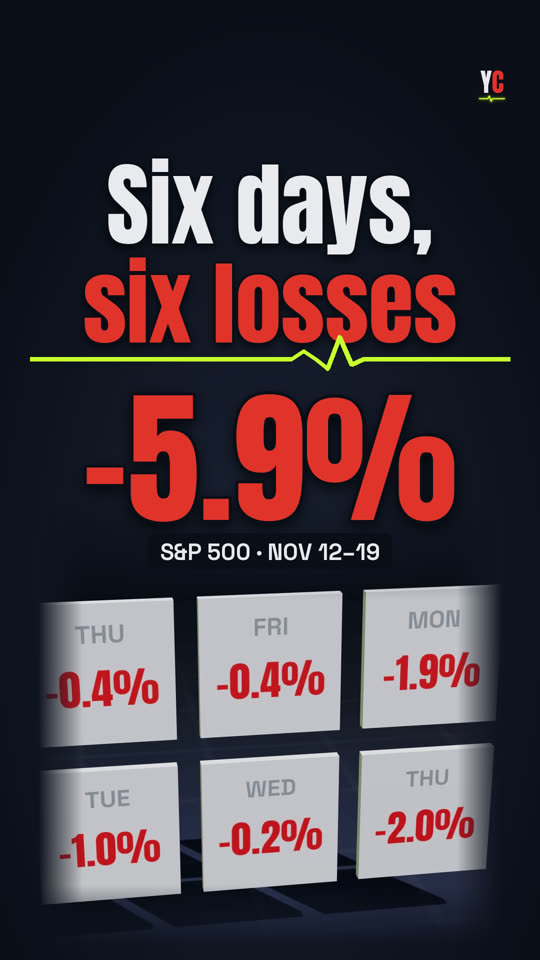 YC
Six days,
six losses
-5.9%
S&P 500 · NOV 12–19
THU
-0.4%
FRI
-0.4%
MON
-1.9%
TUE
-1.0%
WED
-0.2%
THU
-2.0%